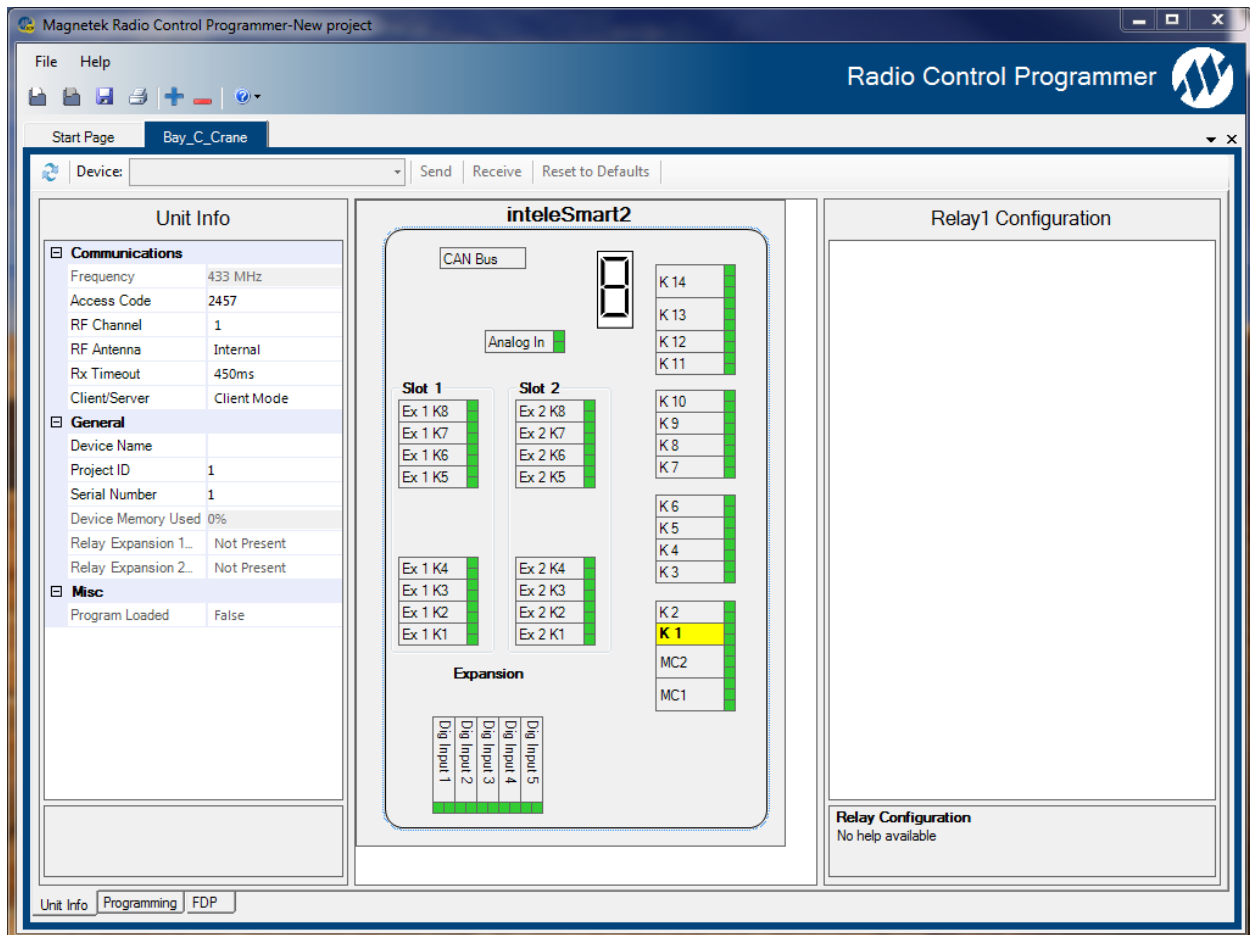 Magnetek Radio Control Programmer-New project
File Help
Radio Control Programmer
Start Page Bay_C_Crane
Device: Send Receive Reset to Defaults
Unit Info
Communications
Frequency 433 MHz
Access Code 2457
RF Channel 1
RF Antenna Internal
Rx Timeout 450ms
Client/Server Client Mode
General
Device Name
Project ID 1
Serial Number 1
Device Memory Used 0%
Relay Expansion 1... Not Present
Relay Expansion 2... Not Present
Misc
Program Loaded False
inteleSmart2
CAN Bus
8
Analog In
K 14
K 13
K 12
K 11
Slot 1
Ex 1 K8
Ex 1 K7
Ex 1 K6
Ex 1 K5
Ex 1 K4
Ex 1 K3
Ex 1 K2
Ex 1 K1
Slot 2
Ex 2 K8
Ex 2 K7
Ex 2 K6
Ex 2 K5
Ex 2 K4
Ex 2 K3
Ex 2 K2
Ex 2 K1
K 10
K 9
K 8
K 7
K 6
K 5
K 4
K 3
K 2
K 1
MC2
MC1
Expansion
Dig Input 1
Dig Input 2
Dig Input 3
Dig Input 4
Dig Input 5
Relay1 Configuration
Relay Configuration
No help available
Unit Info Programming FDP